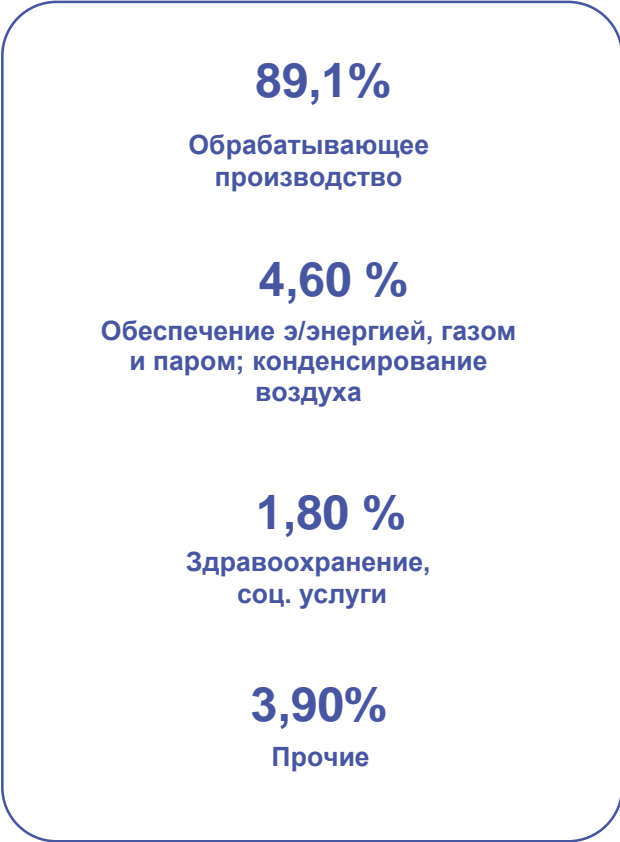 89,1%
Обрабатывающее
производство
4,60 %
Обеспечение э/энергией, газом
и паром; конденсирование
воздуха
1,80 %
Здравоохранение,
соц. услуги
3,90%
Прочие